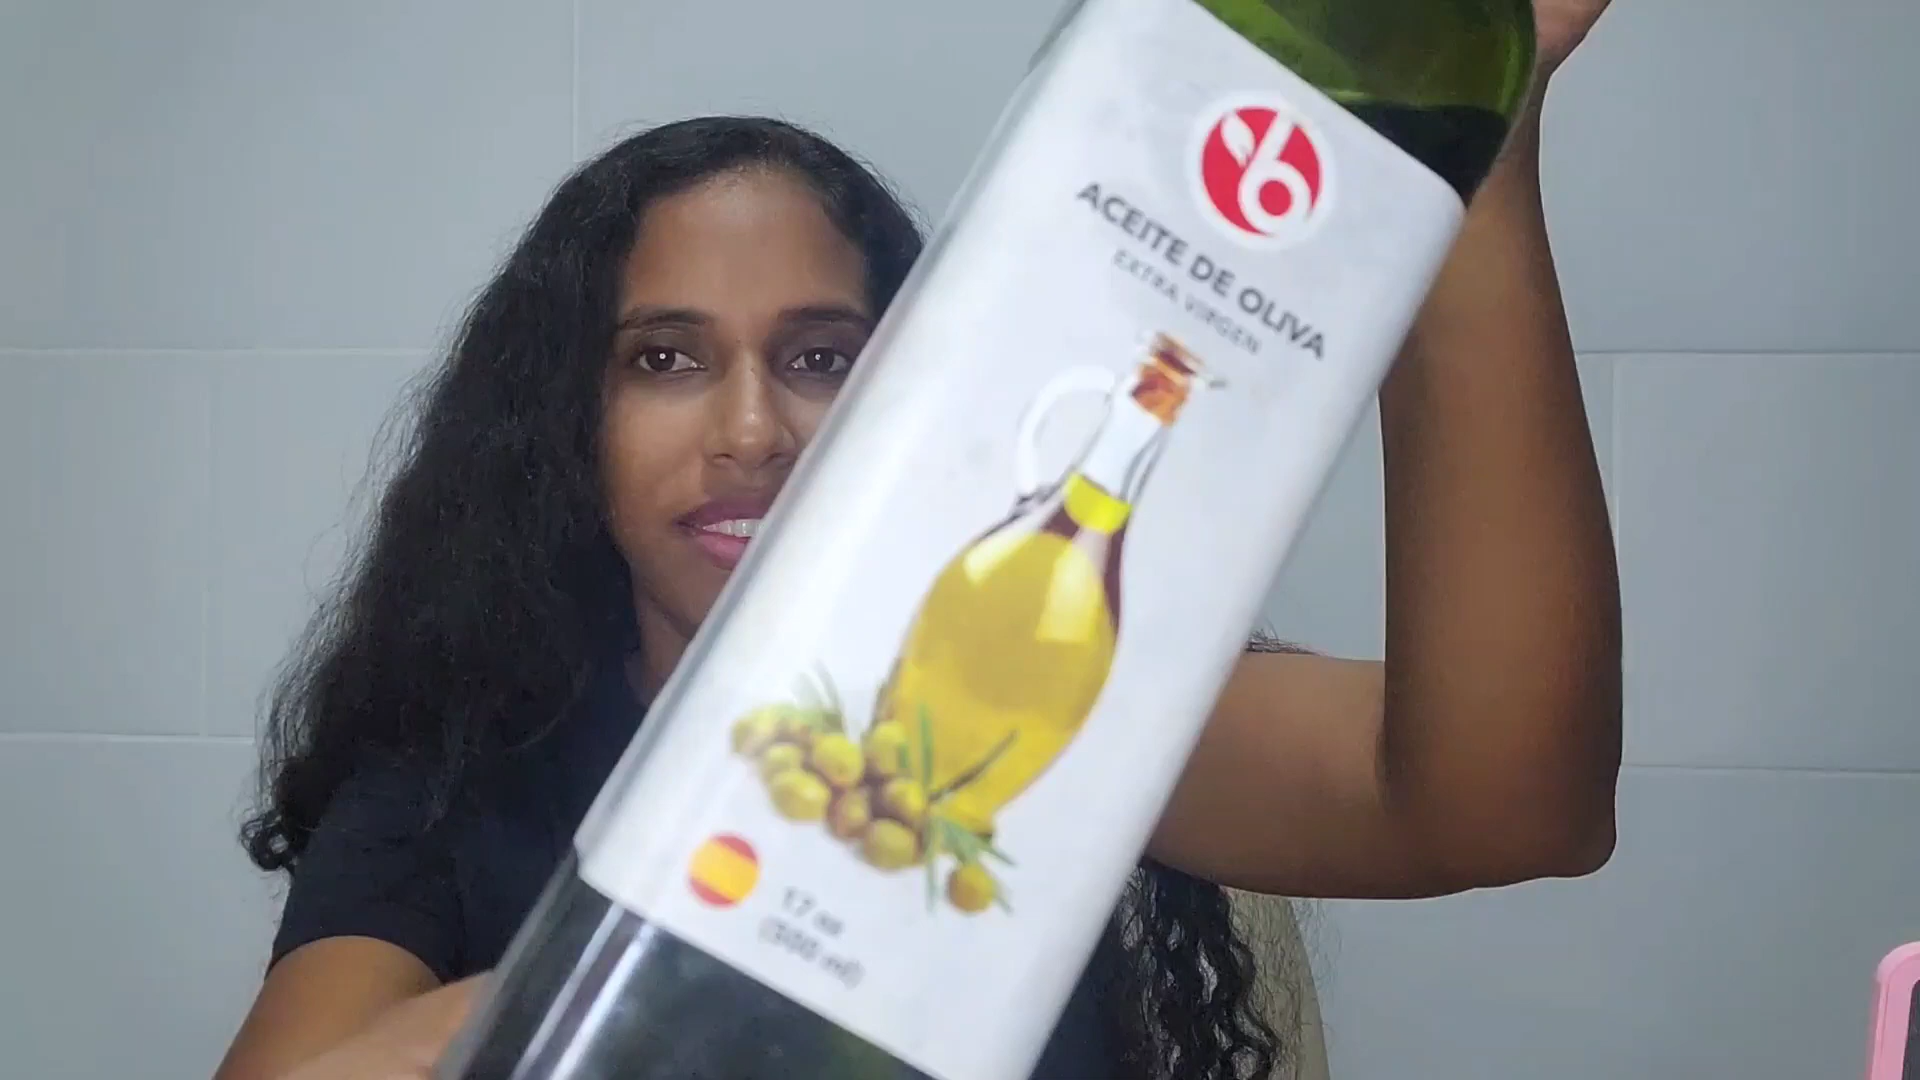 b
ACEITE DE OLIVA
EXTRA VIRGEN
17 oz
(500 ml)